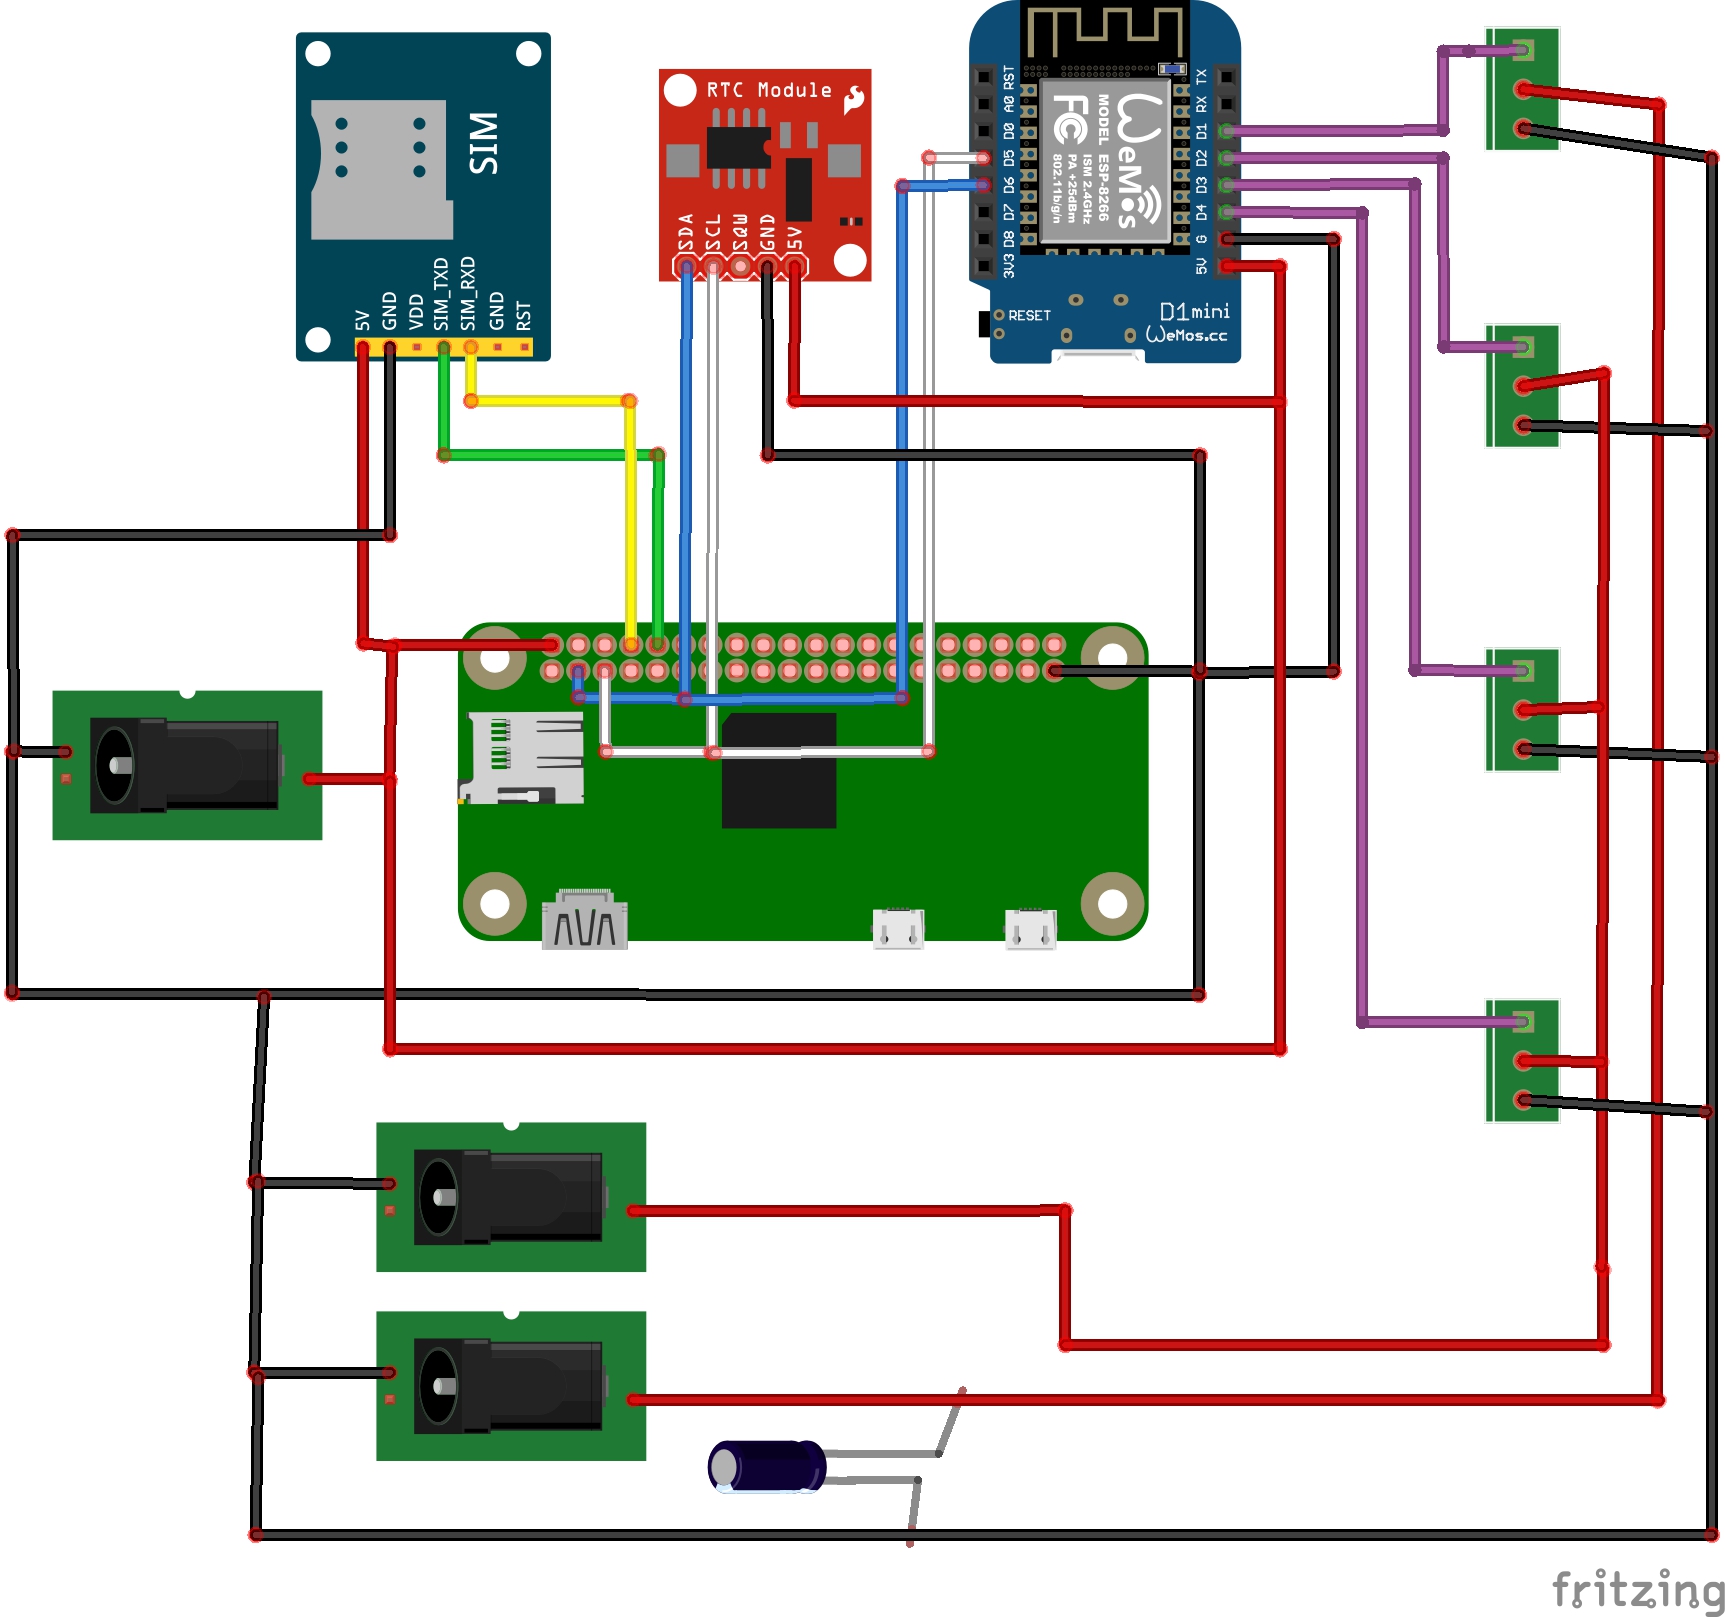 SIM
5V
GND
VDD
SIM_TXD
SIM_RXD
GND
RST
RTC Module
SDA
SCL
SQW
GND
5V
RST
A0
D0
D5
D6
D7
D8
3V3
TX
RX
D1
D2
D3
D4
G
5V
WeMos
FC
MODEL ESP-8266
ISM 2.4GHz
PA +25dBm
802.11b/g/n
RESET
D1mini
WeMos.cc
fritzing